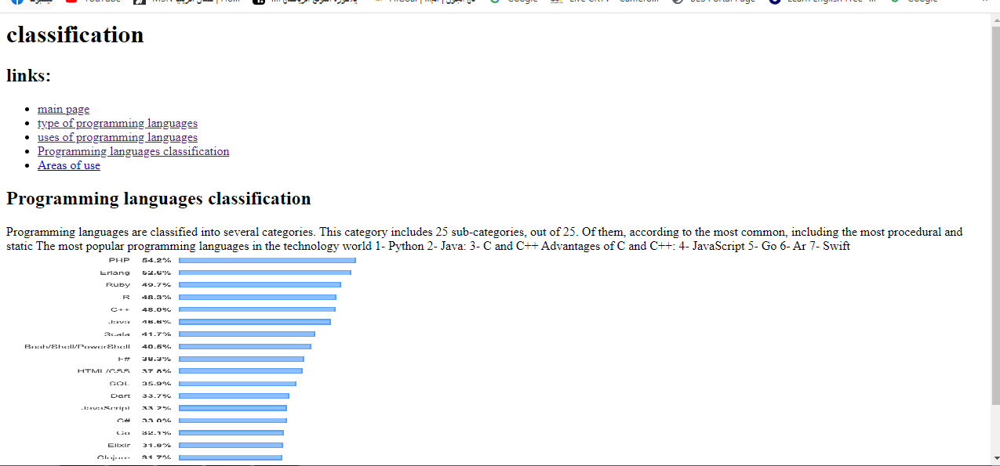 YouTube
Google
Google
classification
links:
main page
type of programming languages
uses of programming languages
Programming languages classification
Areas of use
Programming languages classification
Programming languages are classified into several categories. This category includes 25 sub-categories, out of 25. Of them, according to the most common, including the most procedural and
static The most popular programming languages in the technology world 1- Python 2- Java: 3- C and C++ Advantages of C and C++: 4- JavaScript 5- Go 6- Ar 7- Swift
PHP 54.2%
Erlang 52.6%
Ruby 49.7%
R 48.3%
C++ 48.0%
Java 46.6%
Scala 41.7%
Bash/Shell/PowerShell 40.5%
F# 39.3%
HTML/CSS 37.8%
SQL 35.9%
Dart 33.7%
JavaScript 33.2%
C# 33.0%
Go 32.1%
Elixir 31.8%
Clojure 31.7%